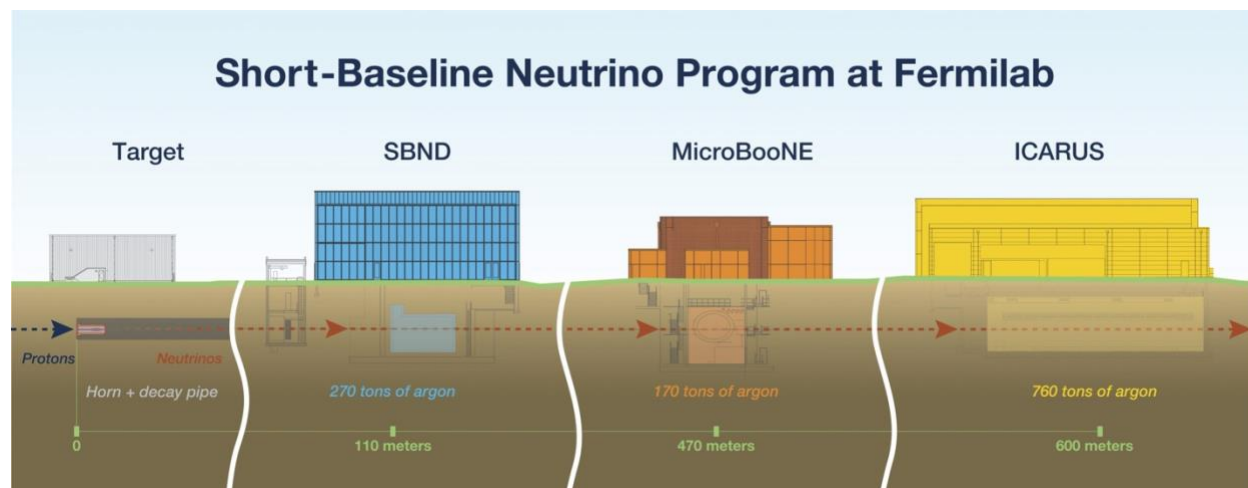 Short-Baseline Neutrino Program at Fermilab
Target
SBND
MicroBooNE
ICARUS
Protons
Neutrinos
Horn + decay pipe
270 tons of argon
170 tons of argon
760 tons of argon
0
110 meters
470 meters
600 meters